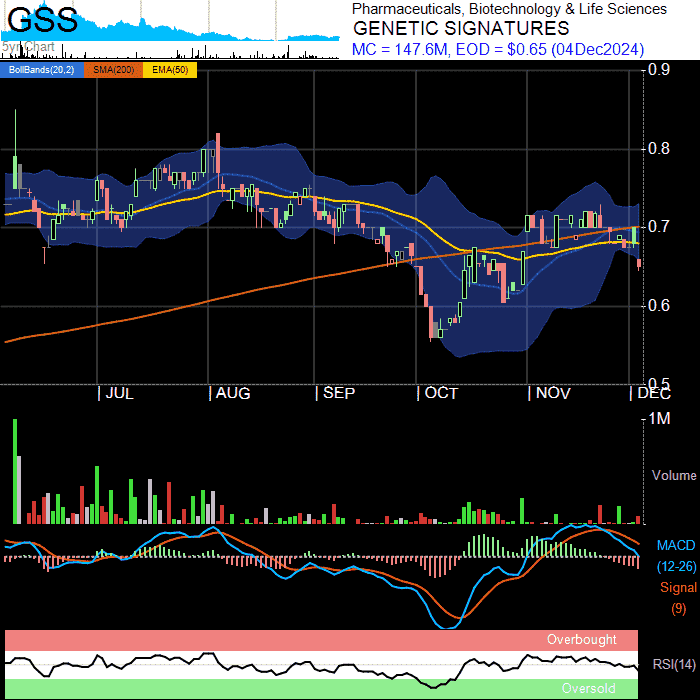 GSS
5yr Chart
Pharmaceuticals, Biotechnology & Life Sciences
GENETIC SIGNATURES
MC = 147.6M, EOD = $0.65 (04Dec2024)
BollBands(20,2) SMA(200) EMA(50)
0.9
0.8
0.7
0.6
0.5
JUL AUG SEP OCT NOV DEC
1M
Volume
MACD
(12-26)
Signal
(9)
Overbought
RSI(14)
Oversold